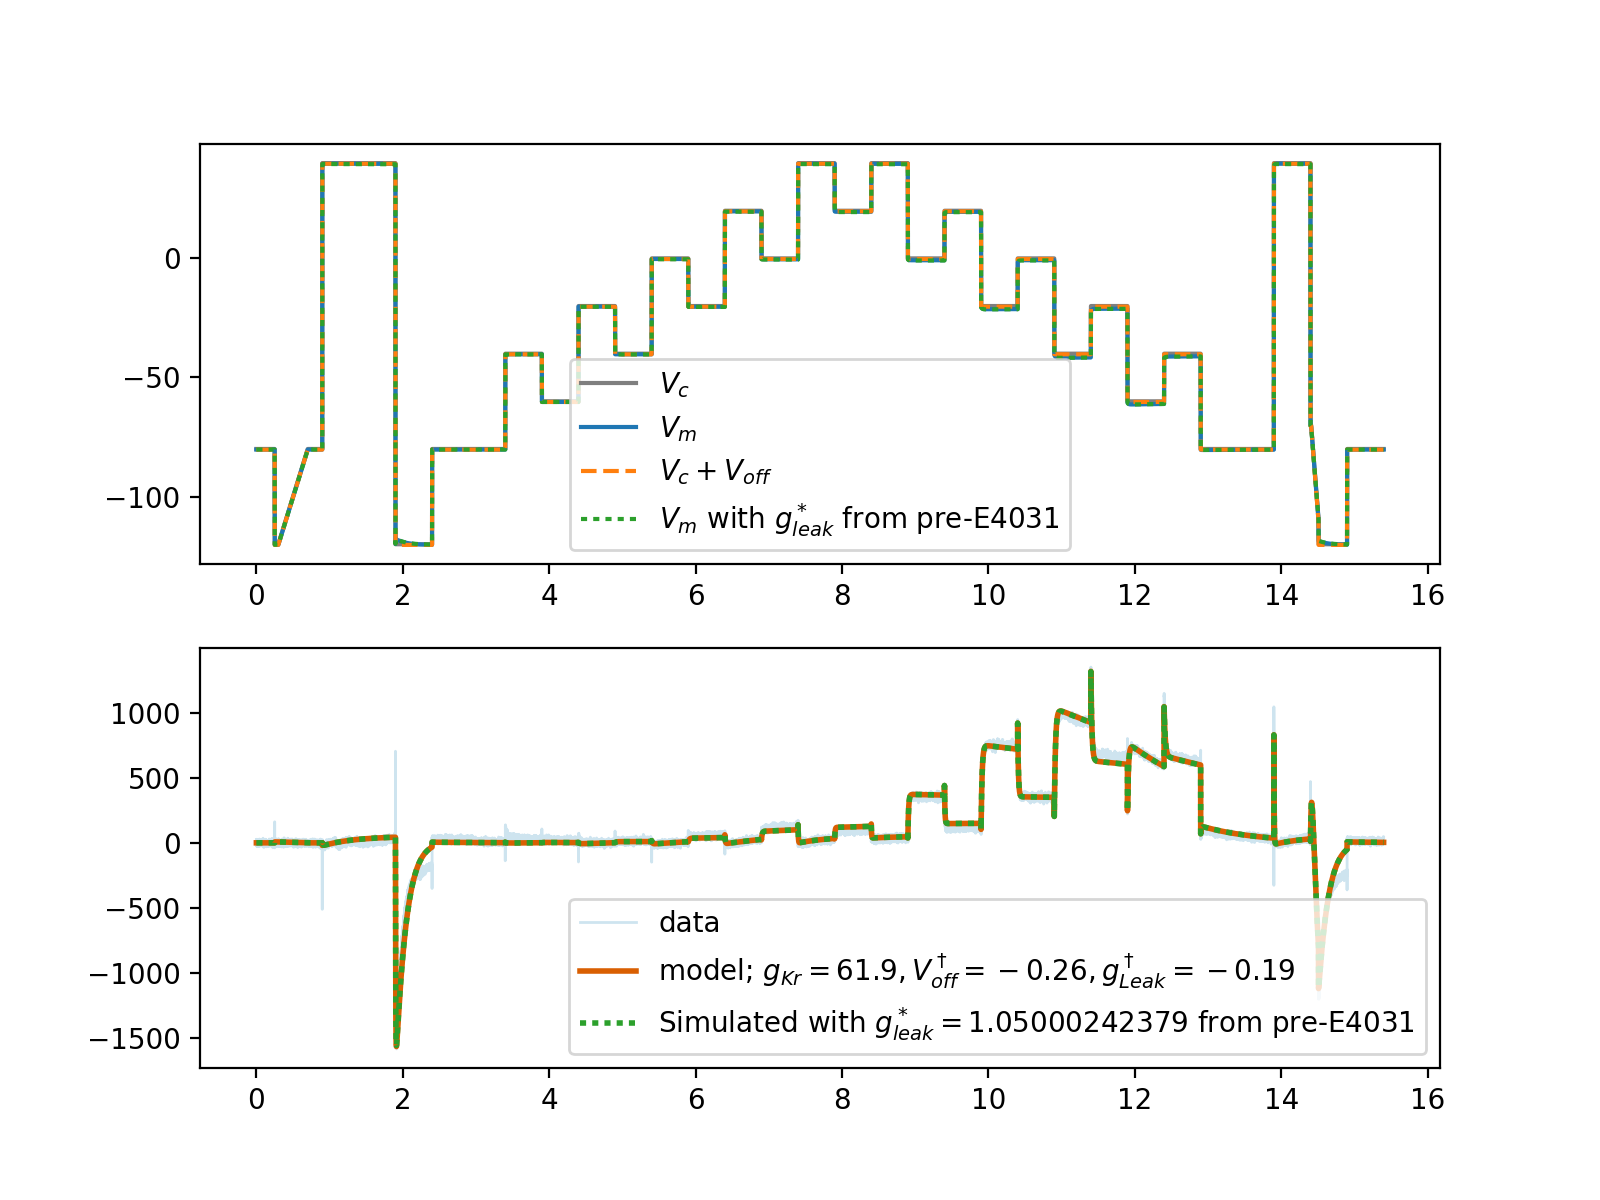 0
−50
−100
V_c
V_m
V_c + V_off
V_m with g*_leak from pre-E4031
0 2 4 6 8 10 12 14 16
1000
500
0
−500
−1000
−1500
data
model; g_Kr = 61.9, V†_off = −0.26, g†_Leak = −0.19
Simulated with g*_leak = 1.05000242379 from pre-E4031
0 2 4 6 8 10 12 14 16